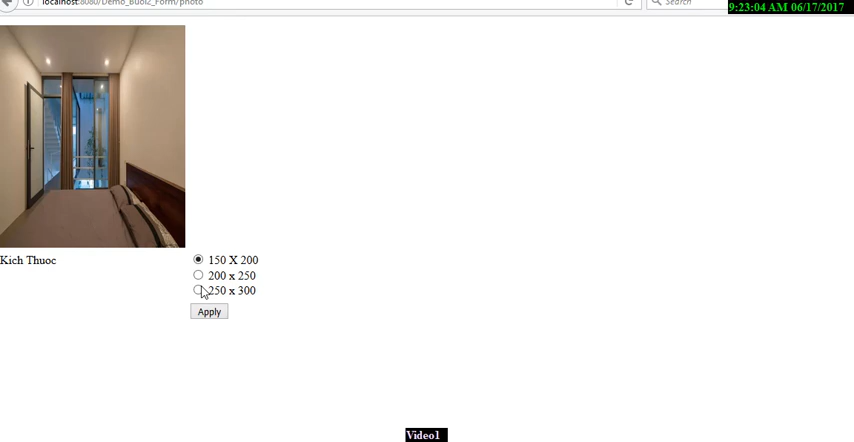 localhost:8080/Demo_Buoi2_Form/photo
Search
9:23:04 AM 06/17/2017
Kich Thuoc
150 X 200
200 x 250
250 x 300
Apply
Video1